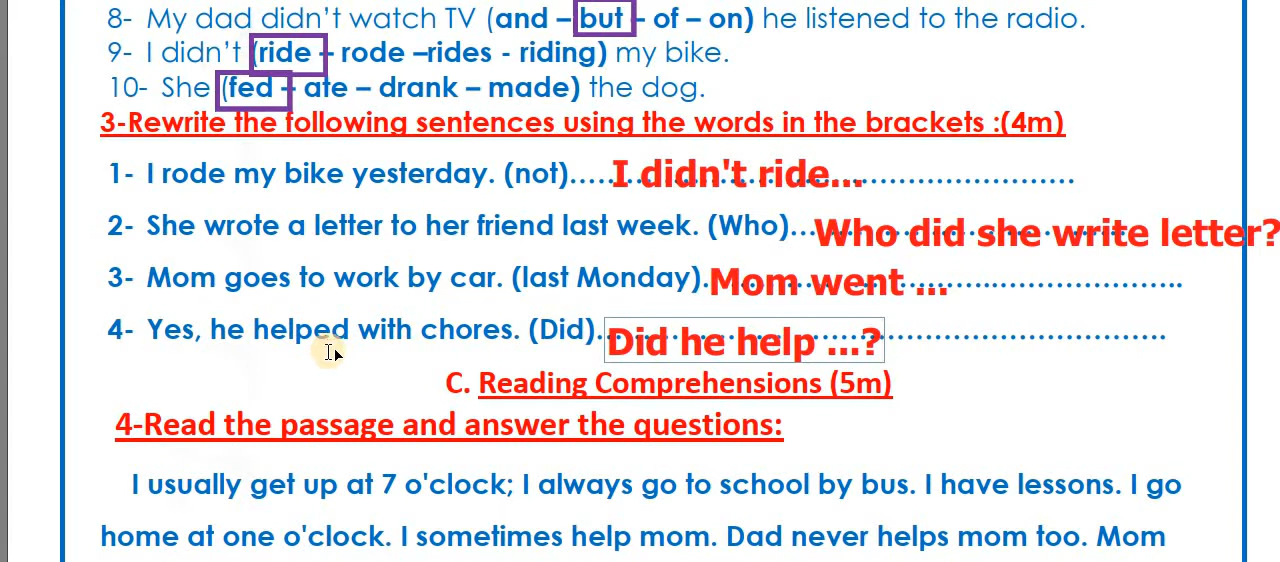 8- My dad didn’t watch TV (and – but – of – on) he listened to the radio.
9- I didn’t (ride – rode –rides - riding) my bike.
10- She (fed – ate – drank – made) the dog.
3-Rewrite the following sentences using the words in the brackets :(4m)
1- I rode my bike yesterday. (not)..... I didn't ride... ........................
2- She wrote a letter to her friend last week. (Who)... Who did she write letter?
3- Mom goes to work by car. (last Monday). Mom went ... ........................
4- Yes, he helped with chores. (Did). Did he help ...? ........................
C. Reading Comprehensions (5m)
4-Read the passage and answer the questions:
I usually get up at 7 o'clock; I always go to school by bus. I have lessons. I go
home at one o'clock. I sometimes help mom. Dad never helps mom too. Mom